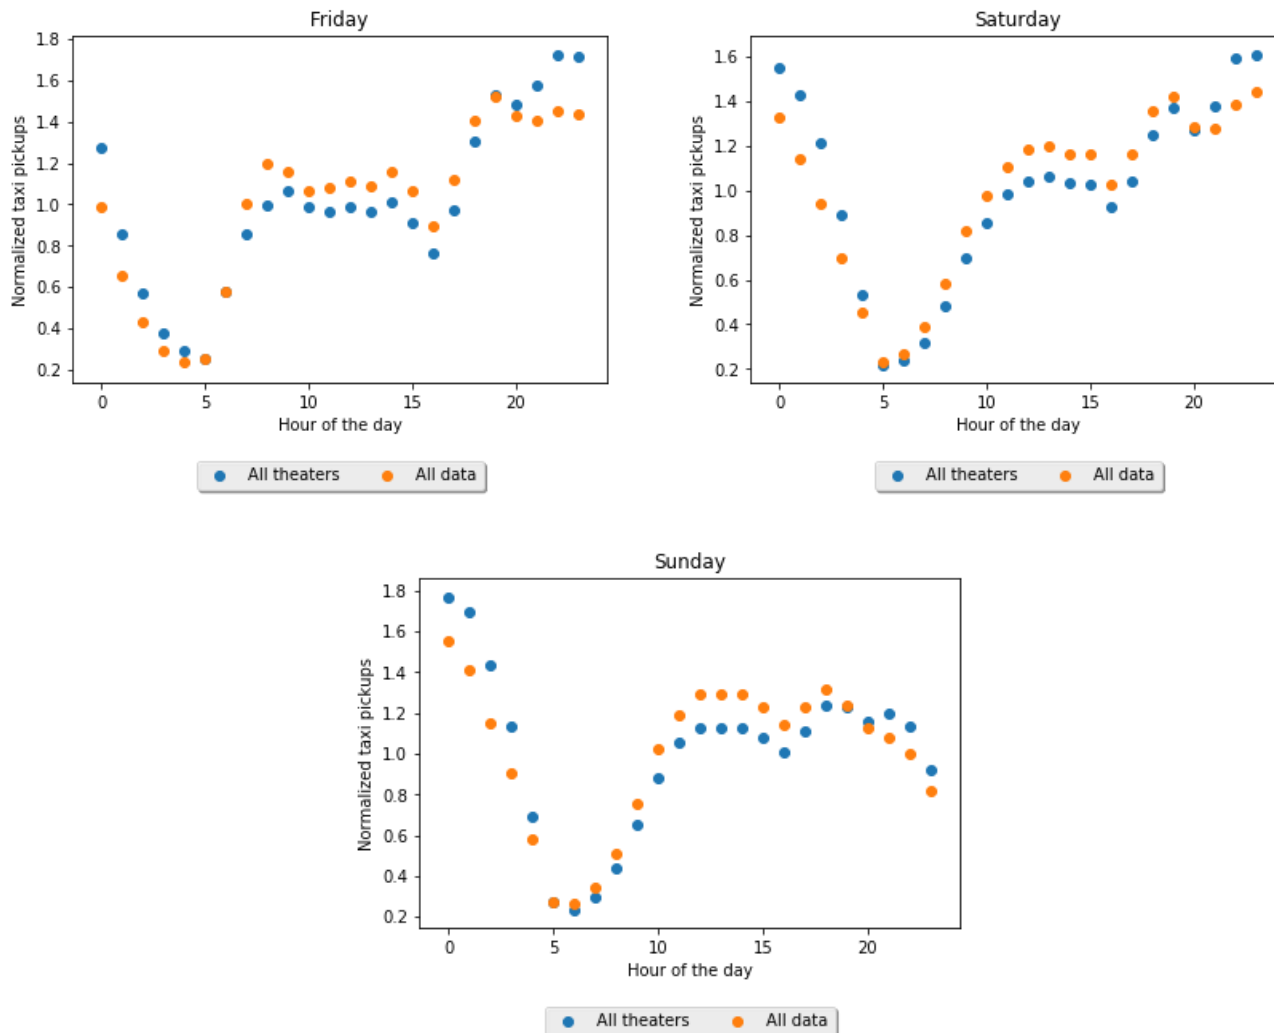 Friday
Normalized taxi pickups
1.8
1.6
1.4
1.2
1.0
0.8
0.6
0.4
0.2
0 5 10 15 20
Hour of the day
All theaters All data
Saturday
Normalized taxi pickups
1.6
1.4
1.2
1.0
0.8
0.6
0.4
0.2
0 5 10 15 20
Hour of the day
All theaters All data
Sunday
Normalized taxi pickups
1.8
1.6
1.4
1.2
1.0
0.8
0.6
0.4
0.2
0 5 10 15 20
Hour of the day
All theaters All data